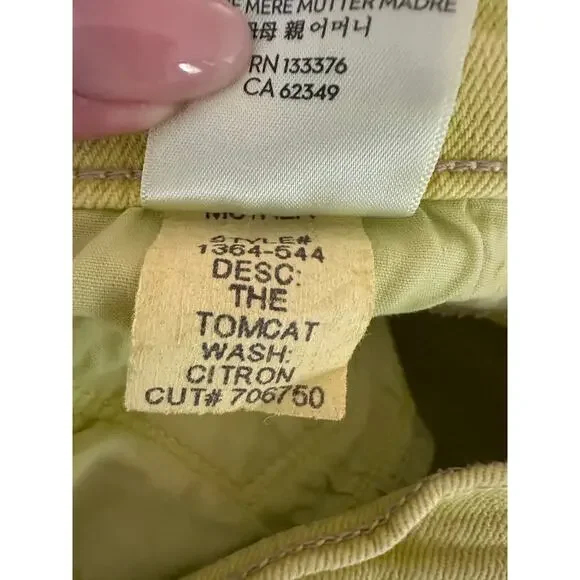 MERE MUTTER MADRE
母 親 어머니
RN 133376
CA 62349
MOTHER
STYLE#
1364-544
DESC:
THE
TOMCAT
WASH:
CITRON
CUT# 706750